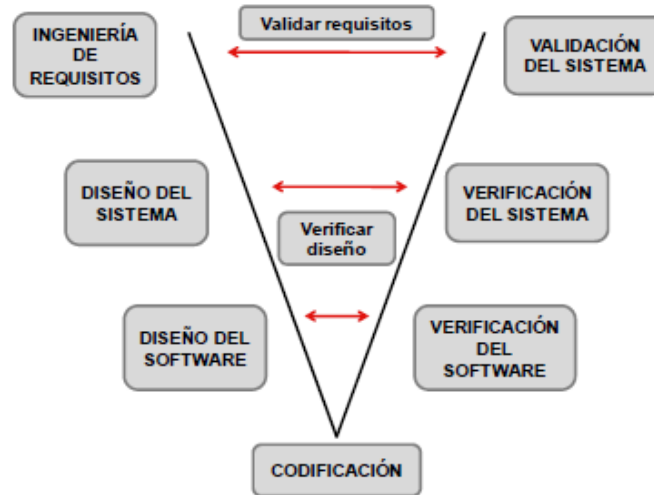 INGENIERÍA
DE
REQUISITOS
Validar requisitos
VALIDACIÓN
DEL SISTEMA
DISEÑO DEL
SISTEMA
Verificar
diseño
VERIFICACIÓN
DEL SISTEMA
DISEÑO DEL
SOFTWARE
VERIFICACIÓN
DEL
SOFTWARE
CODIFICACIÓN